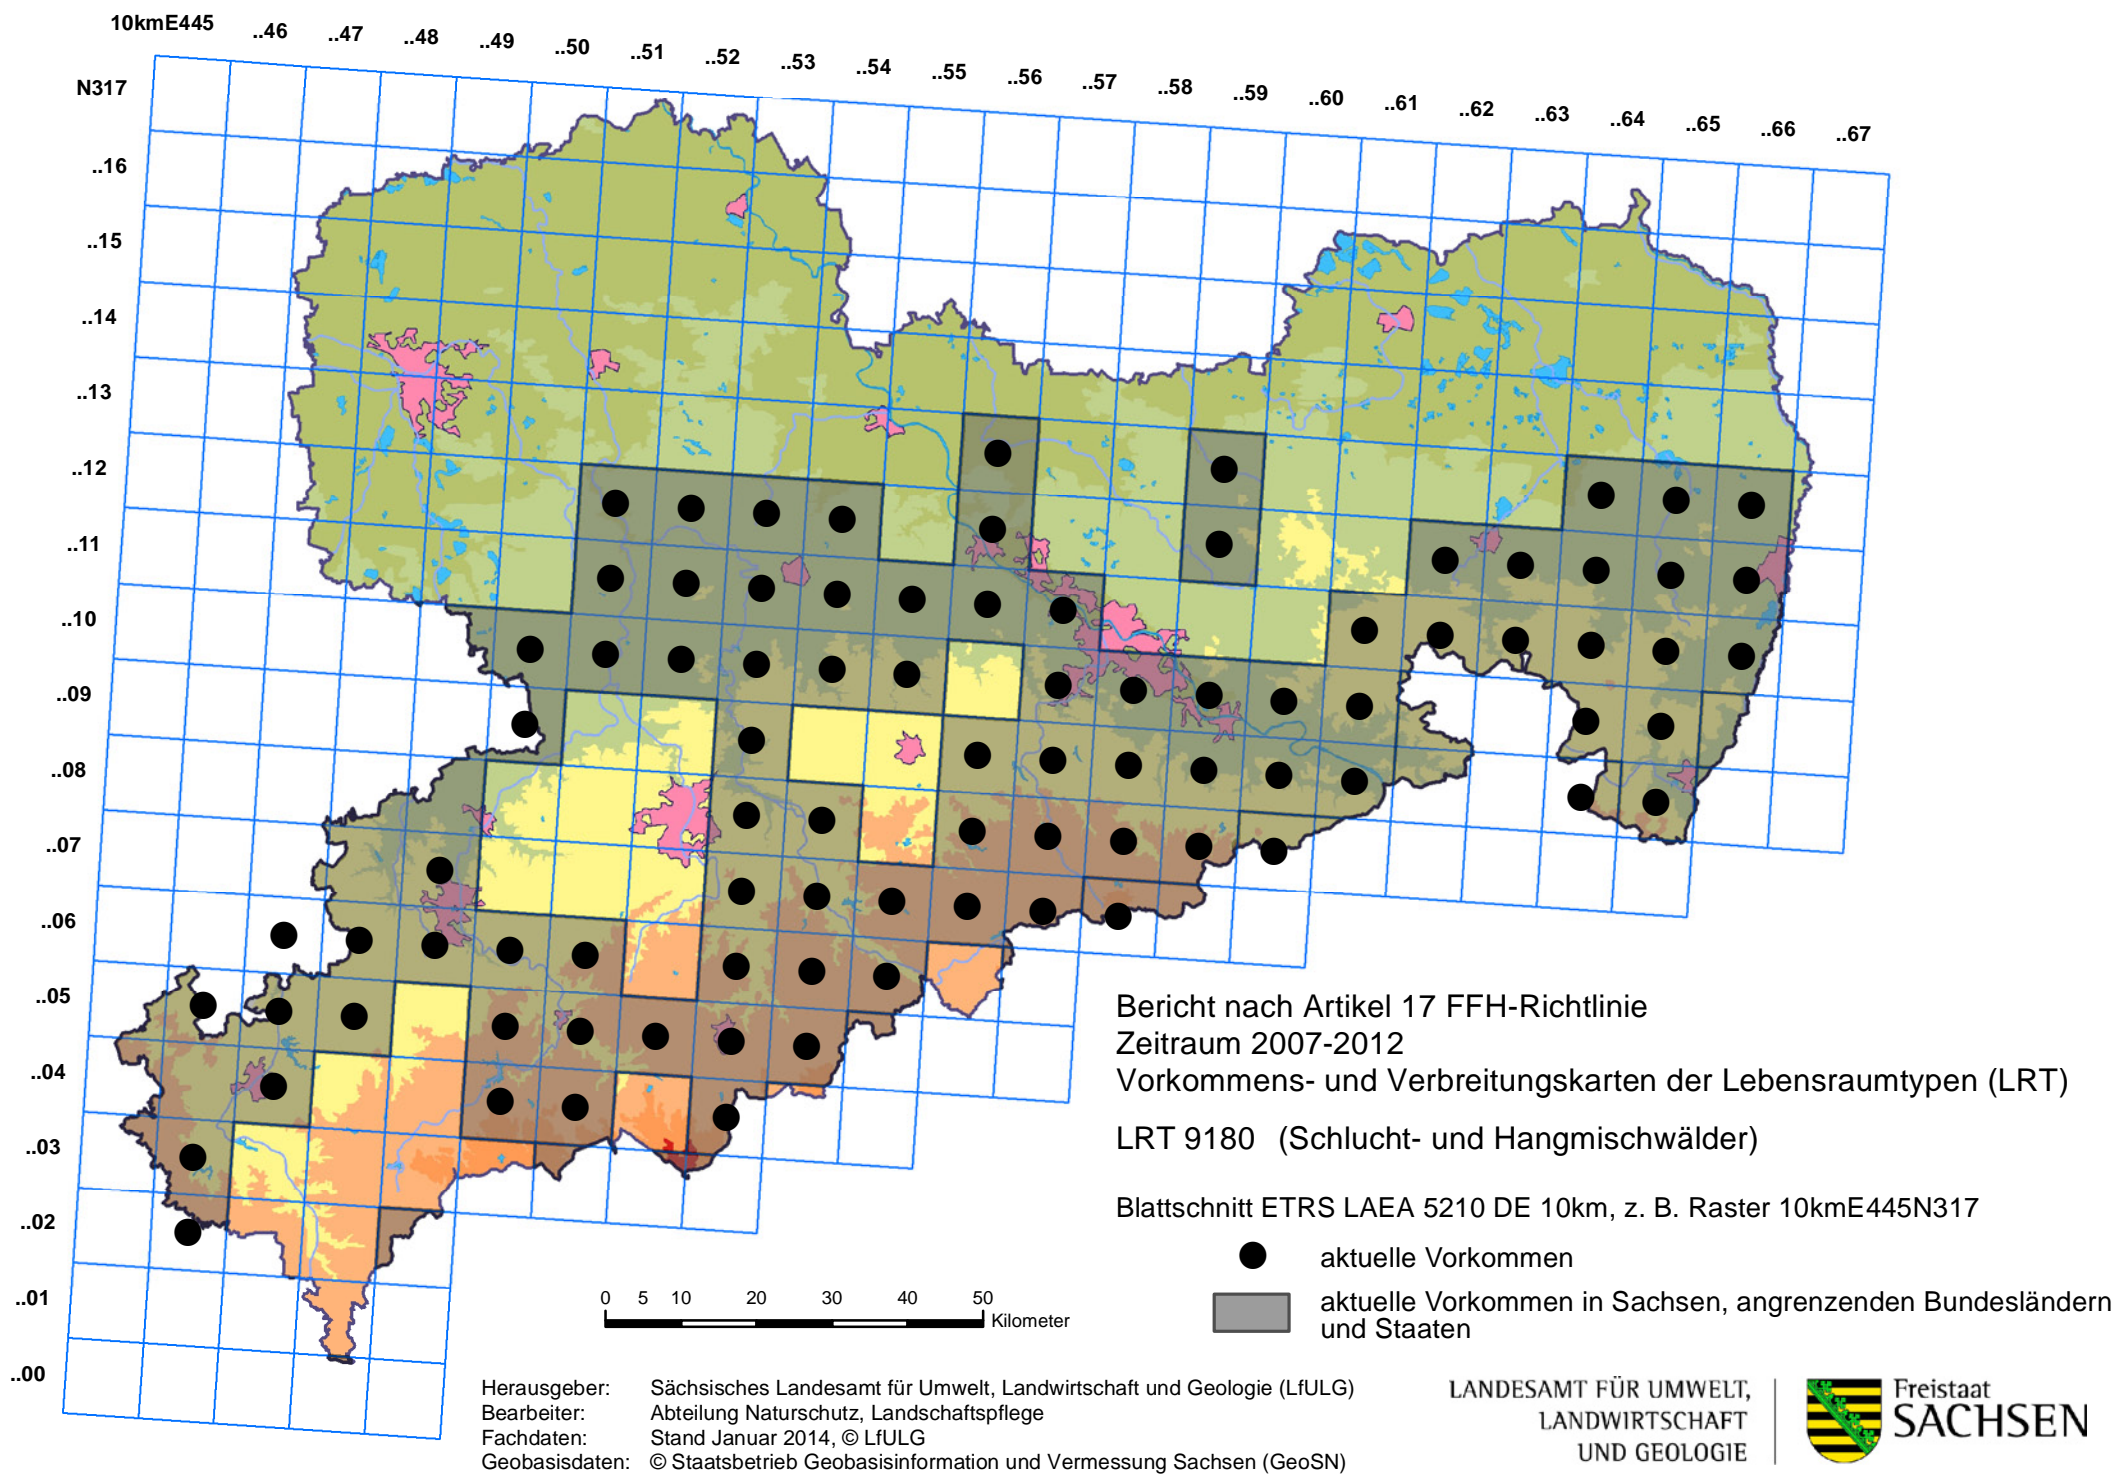 10kmE445 ..46 ..47 ..48 ..49 ..50 ..51 ..52 ..53 ..54 ..55 ..56 ..57 ..58 ..59 ..60 ..61 ..62 ..63 ..64 ..65 ..66 ..67
N317
..16
..15
..14
..13
..12
..11
..10
..09
..08
..07
..06
..05
..04
..03
..02
..01
..00
Bericht nach Artikel 17 FFH-Richtlinie
Zeitraum 2007-2012
Vorkommens- und Verbreitungskarten der Lebensraumtypen (LRT)
LRT 9180 (Schlucht- und Hangmischwälder)
Blattschnitt ETRS LAEA 5210 DE 10km, z. B. Raster 10kmE445N317
aktuelle Vorkommen
aktuelle Vorkommen in Sachsen, angrenzenden Bundesländern
und Staaten
0 5 10 20 30 40 50
Kilometer
Herausgeber: Sächsisches Landesamt für Umwelt, Landwirtschaft und Geologie (LfULG)
Bearbeiter: Abteilung Naturschutz, Landschaftspflege
Fachdaten: Stand Januar 2014, © LfULG
Geobasisdaten: © Staatsbetrieb Geobasisinformation und Vermessung Sachsen (GeoSN)
LANDESAMT FÜR UMWELT,
LANDWIRTSCHAFT
UND GEOLOGIE
Freistaat
SACHSEN